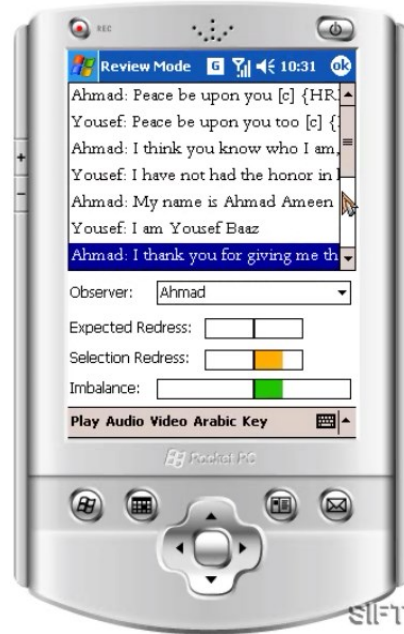 REC
Review Mode G 10:31 ok
Ahmad: Peace be upon you [c] {HR
Yousef: Peace be upon you too [c] {
Ahmad: I think you know who I am,
Yousef: I have not had the honor in
Ahmad: My name is Ahmad Ameen
Yousef: I am Yousef Baaz
Ahmad: I thank you for giving me th
Observer: Ahmad
Expected Redress:
Selection Redress:
Imbalance:
Play Audio Video Arabic Key
Pocket PC
SIFT